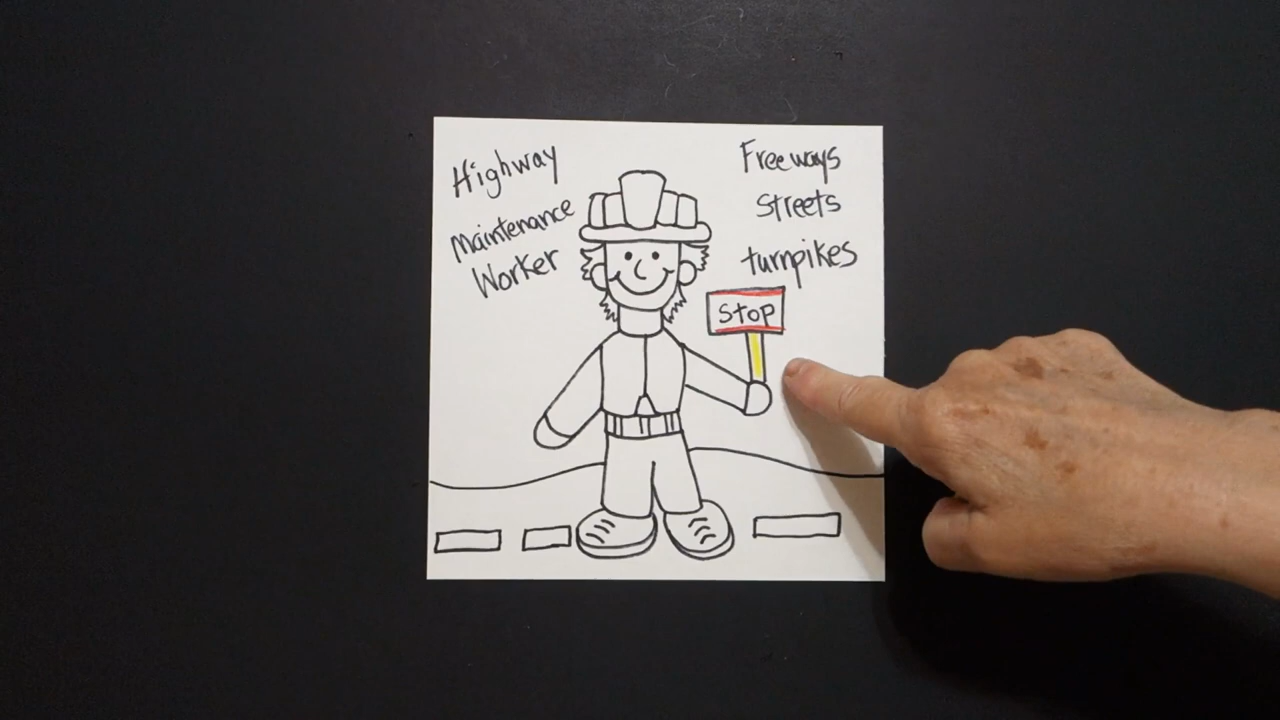 Highway
Maintenance
Worker
Freeways
streets
turnpikes
stop